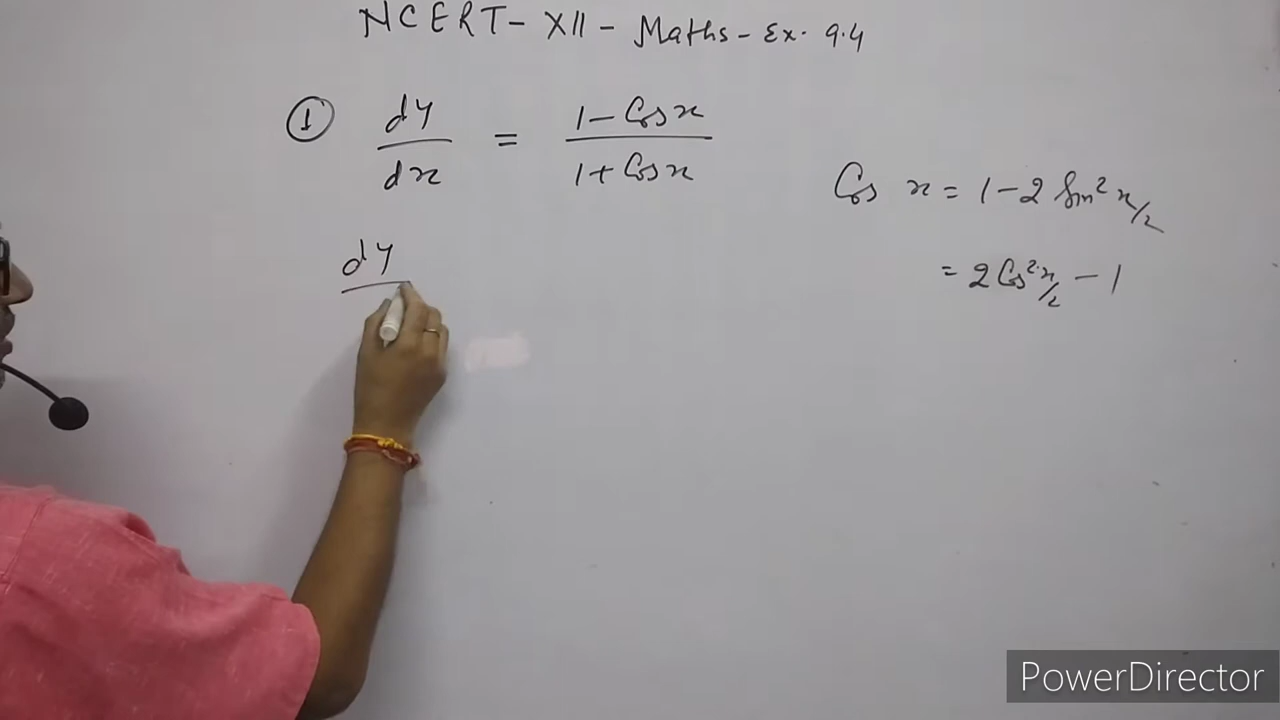 NCERT - XII - Maths - Ex. 9.4
① dy/dx = 1 - Cos x / 1 + Cos x
Cos x = 1 - 2 Sin² x/2
= 2 Cos² x/2 - 1
dy
PowerDirector